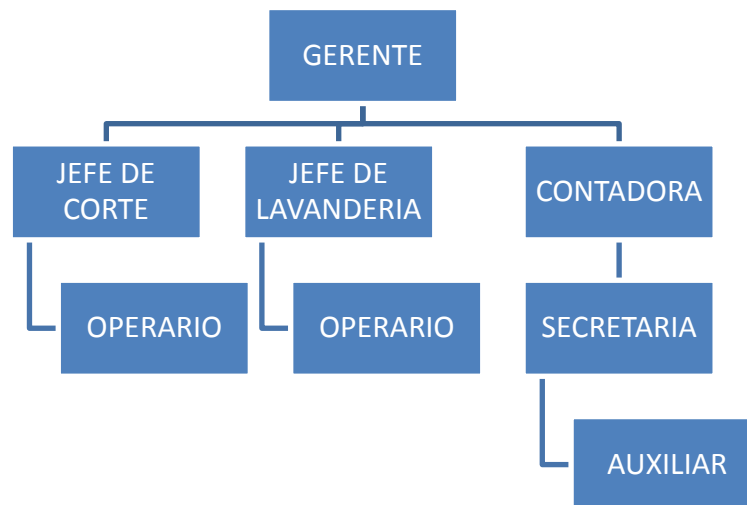 GERENTE
JEFE DE
CORTE
JEFE DE
LAVANDERIA
CONTADORA
OPERARIO
OPERARIO
SECRETARIA
AUXILIAR